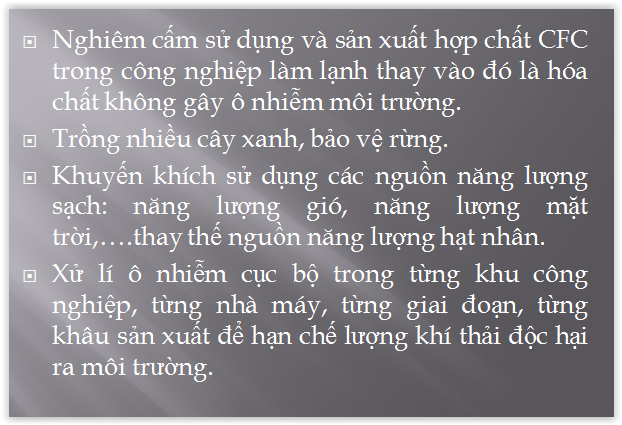 Nghiêm cấm sử dụng và sản xuất hợp chất CFC
trong công nghiệp làm lạnh thay vào đó là hóa
chất không gây ô nhiễm môi trường.
Trồng nhiều cây xanh, bảo vệ rừng.
Khuyến khích sử dụng các nguồn năng lượng
sạch: năng lượng gió, năng lượng mặt
trời,….thay thế nguồn năng lượng hạt nhân.
Xử lí ô nhiễm cục bộ trong từng khu công
nghiệp, từng nhà máy, từng giai đoạn, từng
khâu sản xuất để hạn chế lượng khí thải độc hại
ra môi trường.